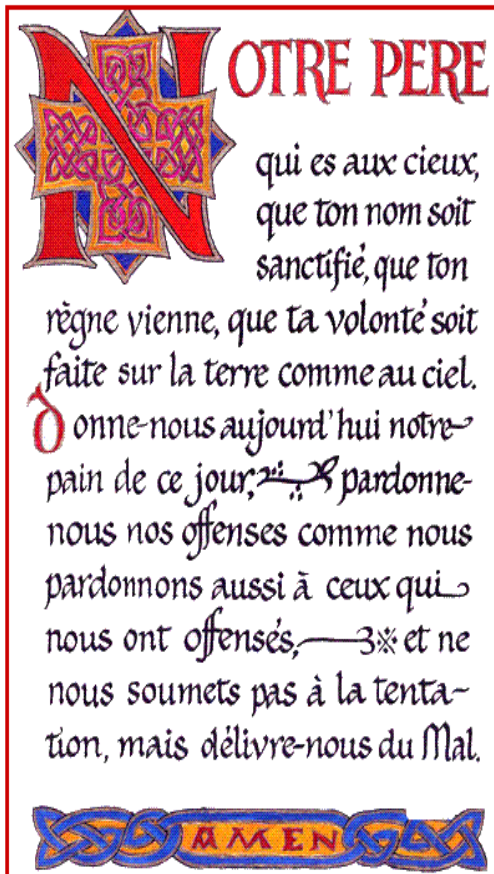 NOTRE PERE
qui es aux cieux,
que ton nom soit
sanctifié, que ton
règne vienne, que ta volonté soit
faite sur la terre comme au ciel.
Donne-nous aujourd'hui notre
pain de ce jour, pardonne-
nous nos offenses comme nous
pardonnons aussi à ceux qui
nous ont offensés, et ne
nous soumets pas à la tenta-
tion, mais délivre-nous du Mal.
AMEN